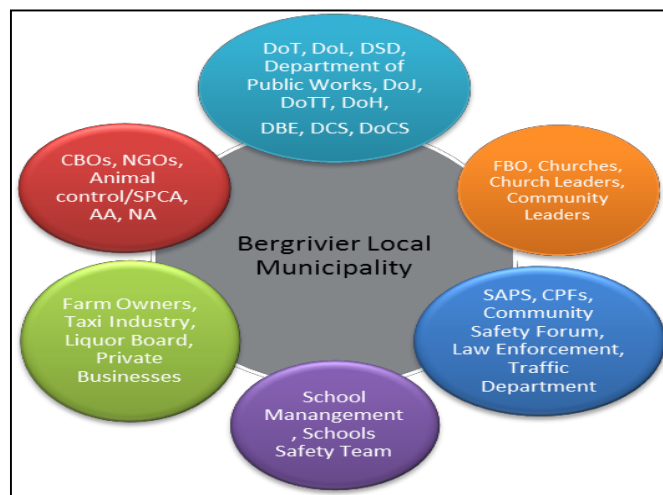 DoT, DoL, DSD,
Department of
Public Works, DoJ,
DoTT, DoH,
DBE, DCS, DoCS
CBOs, NGOs,
Animal
control/SPCA,
AA, NA
FBO, Churches,
Church Leaders,
Community
Leaders
Bergrivier Local
Municipality
Farm Owners,
Taxi Industry,
Liquor Board,
Private
Businesses
SAPS, CPFs,
Community
Safety Forum,
Law Enforcement,
Traffic
Department
School
Manangement
, Schools
Safety Team